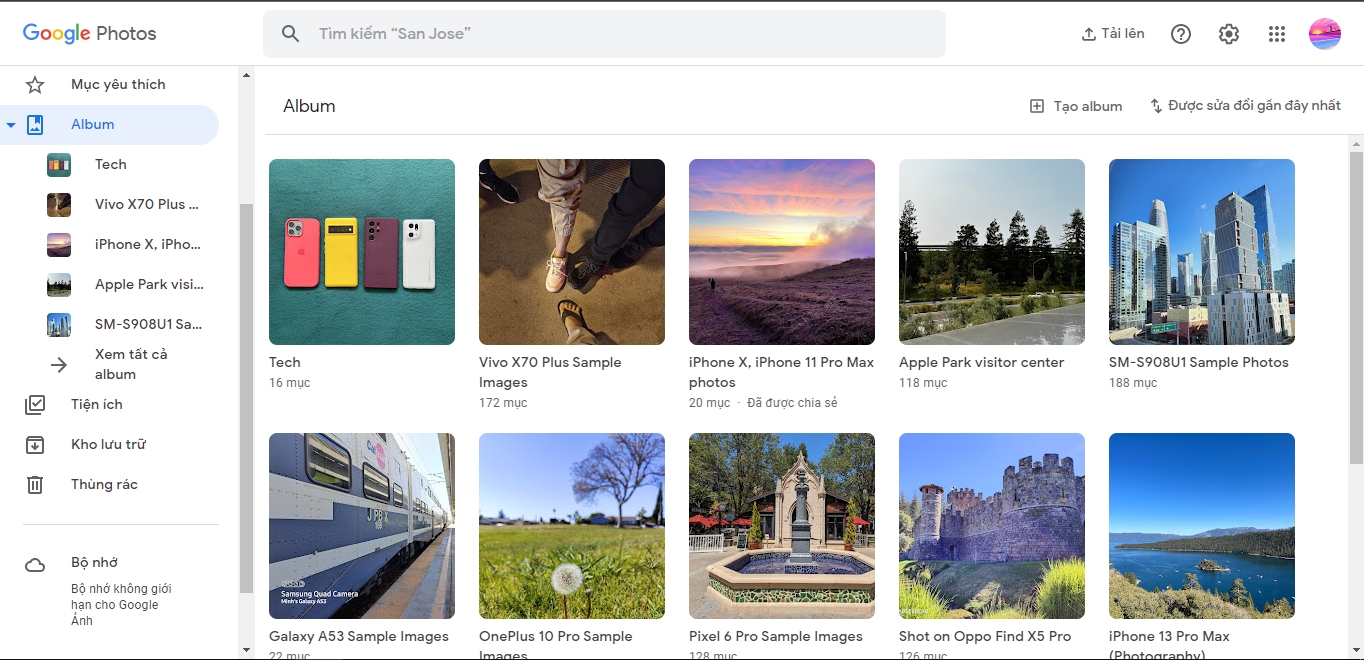 Google Photos
Tìm kiếm “San Jose”
Tải lên
Mục yêu thích
Album
Tech
Vivo X70 Plus ...
iPhone X, iPho...
Apple Park visi...
SM-S908U1 Sa...
Xem tất cả
album
Tiện ích
Kho lưu trữ
Thùng rác
Bộ nhớ
Bộ nhớ không giới
hạn cho Google
Ảnh
Album
Tạo album
Được sửa đổi gần đây nhất
Tech
16 mục
Vivo X70 Plus Sample
Images
172 mục
iPhone X, iPhone 11 Pro Max
photos
20 mục · Đã được chia sẻ
Apple Park visitor center
118 mục
SM-S908U1 Sample Photos
188 mục
Samsung Quad Camera
Minh's Galaxy A53
Galaxy A53 Sample Images
22 mục
OnePlus 10 Pro Sample
Images
Pixel 6 Pro Sample Images
128 mục
Shot on Oppo Find X5 Pro
126 mục
iPhone 13 Pro Max
(Photography)